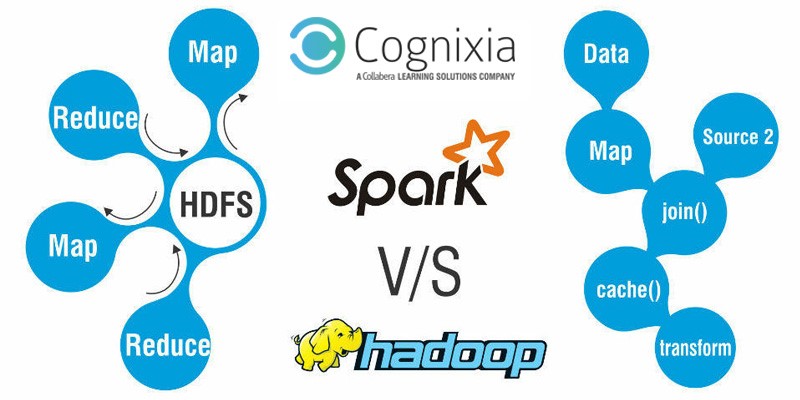 Map
Reduce
HDFS
Map
Reduce
Cognixia
A Collabera LEARNING SOLUTIONS COMPANY
Spark
V/S
hadoop
Data
Map
Source 2
join()
cache()
transform